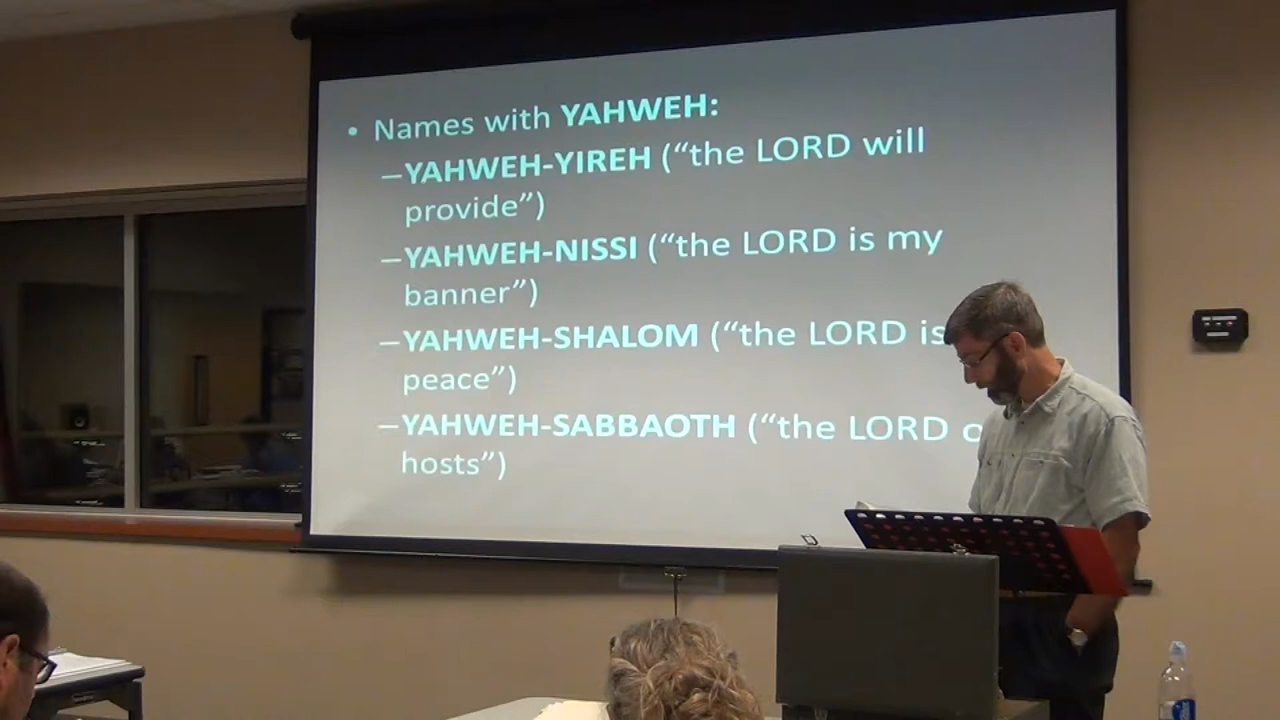 • Names with YAHWEH:
–YAHWEH-YIREH (“the LORD will
provide”)
–YAHWEH-NISSI (“the LORD is my
banner”)
–YAHWEH-SHALOM (“the LORD is
peace”)
–YAHWEH-SABBAOTH (“the LORD
hosts”)